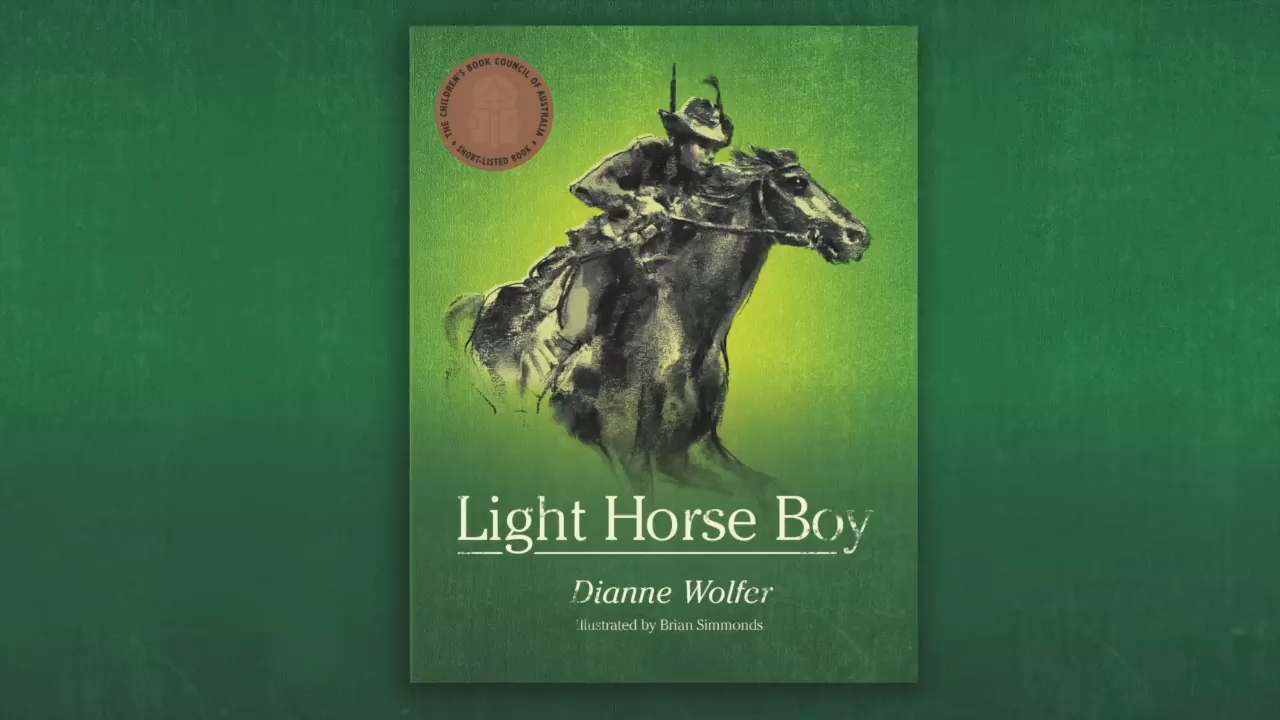 THE CHILDREN'S BOOK COUNCIL OF AUSTRALIA
SHORT-LISTED BOOK
Light Horse Boy
Dianne Wolfer
Illustrated by Brian Simmonds